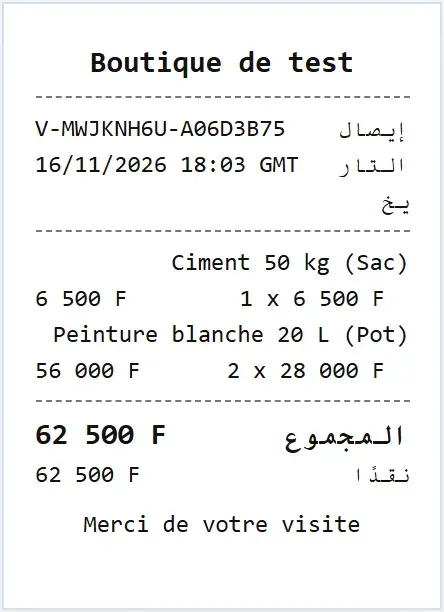 Boutique de test
إيصال V-MWJKNH6U-A06D3B75
التار 16/11/2026 18:03 GMT
يخ
Ciment 50 kg (Sac)
1 x 6 500 F 6 500 F
Peinture blanche 20 L (Pot)
2 x 28 000 F 56 000 F
المجموع 62 500 F
نقدًا 62 500 F
Merci de votre visite